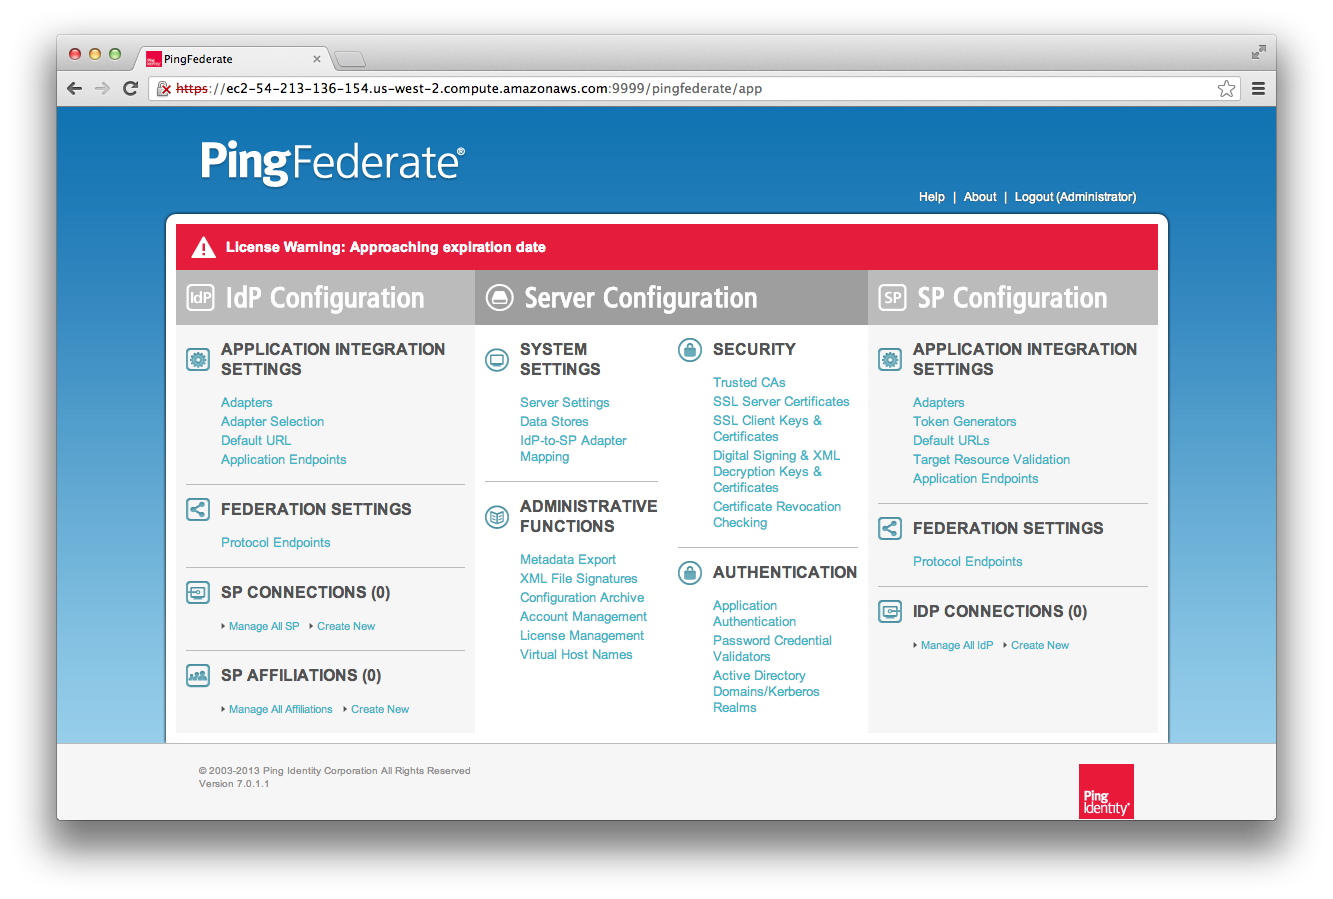 PingFederate
https://ec2-54-213-136-154.us-west-2.compute.amazonaws.com:9999/pingfederate/app
PingFederate®
Help | About | Logout (Administrator)
License Warning: Approaching expiration date
IdP IdP Configuration
APPLICATION INTEGRATION
SETTINGS
Adapters
Adapter Selection
Default URL
Application Endpoints
FEDERATION SETTINGS
Protocol Endpoints
SP CONNECTIONS (0)
Manage All SP Create New
SP AFFILIATIONS (0)
Manage All Affiliations Create New
Server Configuration
SYSTEM
SETTINGS
Server Settings
Data Stores
IdP-to-SP Adapter
Mapping
ADMINISTRATIVE
FUNCTIONS
Metadata Export
XML File Signatures
Configuration Archive
Account Management
License Management
Virtual Host Names
SECURITY
Trusted CAs
SSL Server Certificates
SSL Client Keys &
Certificates
Digital Signing & XML
Decryption Keys &
Certificates
Certificate Revocation
Checking
AUTHENTICATION
Application
Authentication
Password Credential
Validators
Active Directory
Domains/Kerberos
Realms
SP SP Configuration
APPLICATION INTEGRATION
SETTINGS
Adapters
Token Generators
Default URLs
Target Resource Validation
Application Endpoints
FEDERATION SETTINGS
Protocol Endpoints
IDP CONNECTIONS (0)
Manage All IdP Create New
© 2003-2013 Ping Identity Corporation All Rights Reserved
Version 7.0.1.1
Ping
Identity®